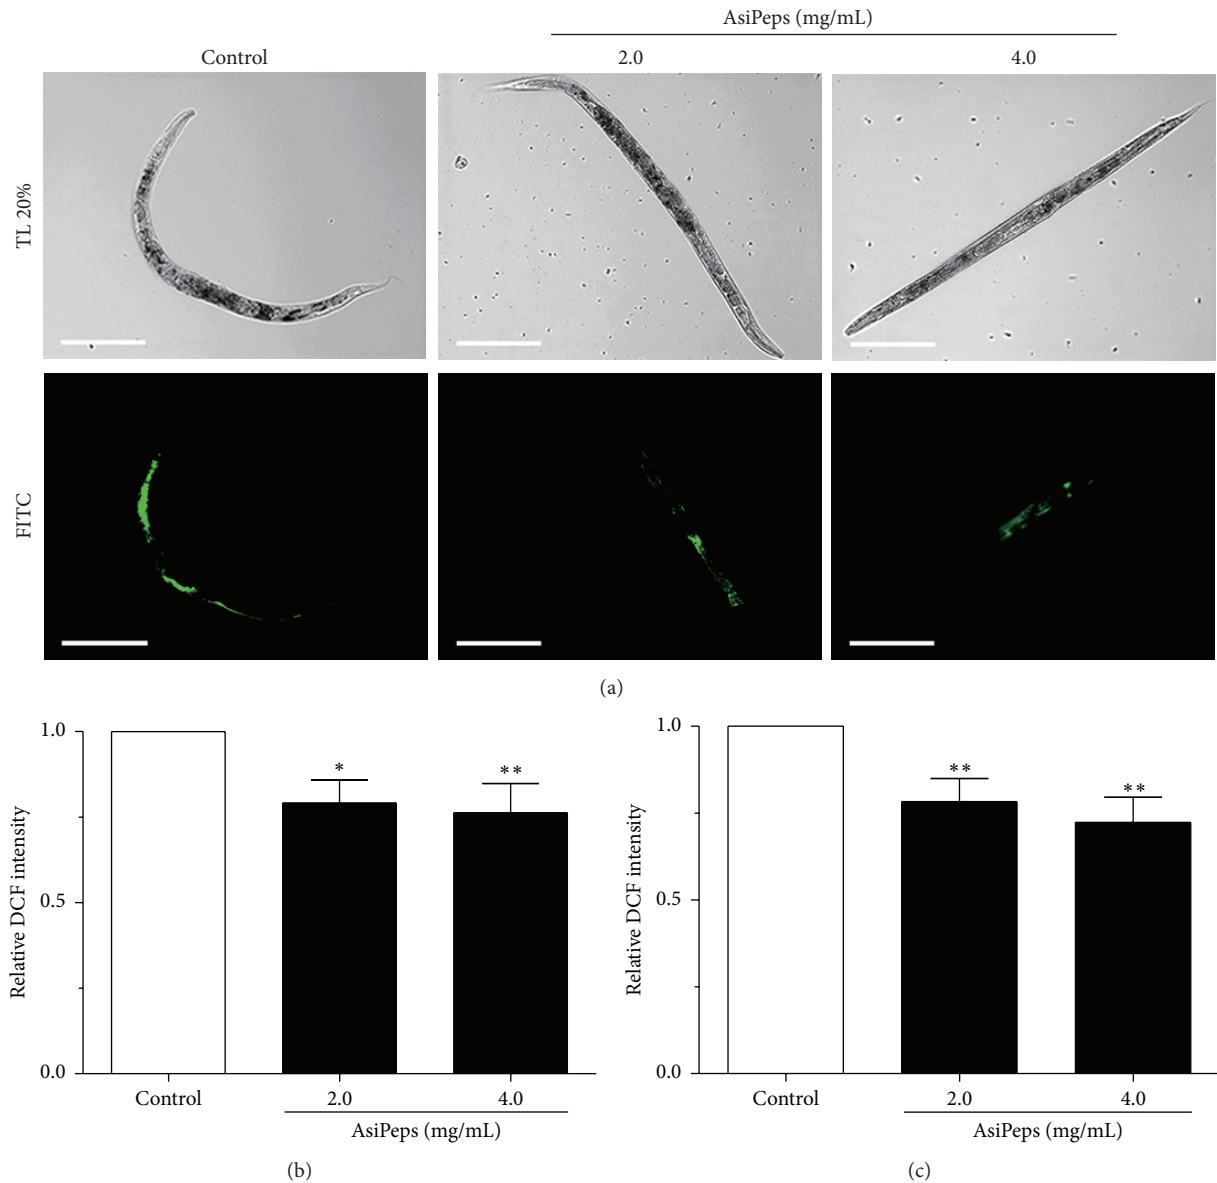 AsiPeps (mg/mL)
Control
2.0
4.0
TL 20%
FITC
(a)
1.0
0.5
0.0
Relative DCF intensity
*
**
Control
2.0
4.0
AsiPeps (mg/mL)
(b)
1.0
0.5
0.0
Relative DCF intensity
**
**
Control
2.0
4.0
AsiPeps (mg/mL)
(c)